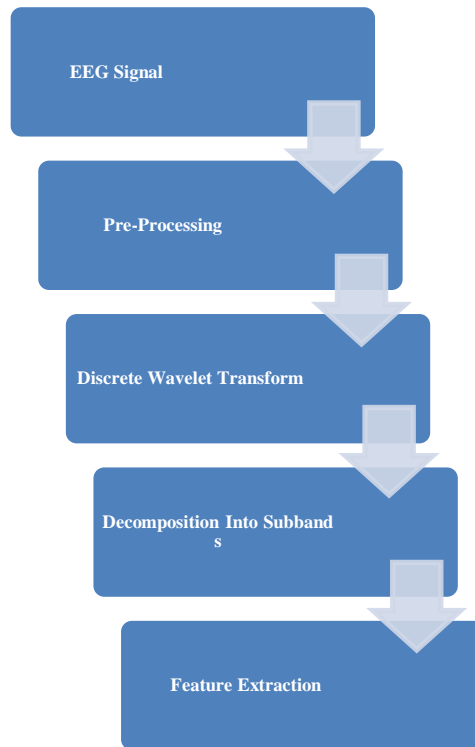 EEG Signal
Pre-Processing
Discrete Wavelet Transform
Decomposition Into Subband
s
Feature Extraction